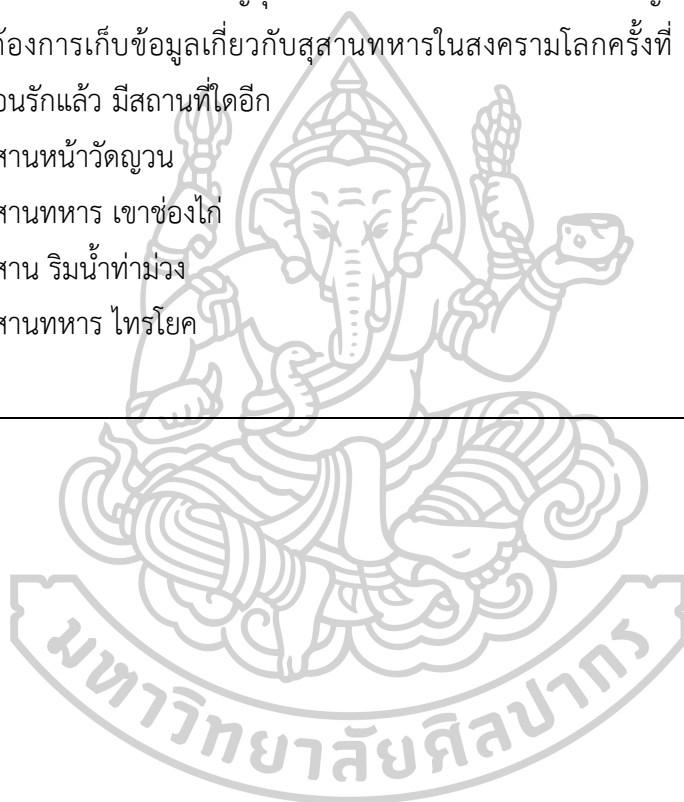 ้องการเก็บข้อมูลเกี่ยวกับสุสานทหารในสงครามโลกครั้งที่
อนรักแล้ว มีสถานที่ใดอีก
สานหน้าวัดญวน
สานทหาร เขาช่องไก่
สาน ริมน้ำท่าม่วง
สานทหาร ไทรโยค
มหาวิทยาลัยศิลปากร